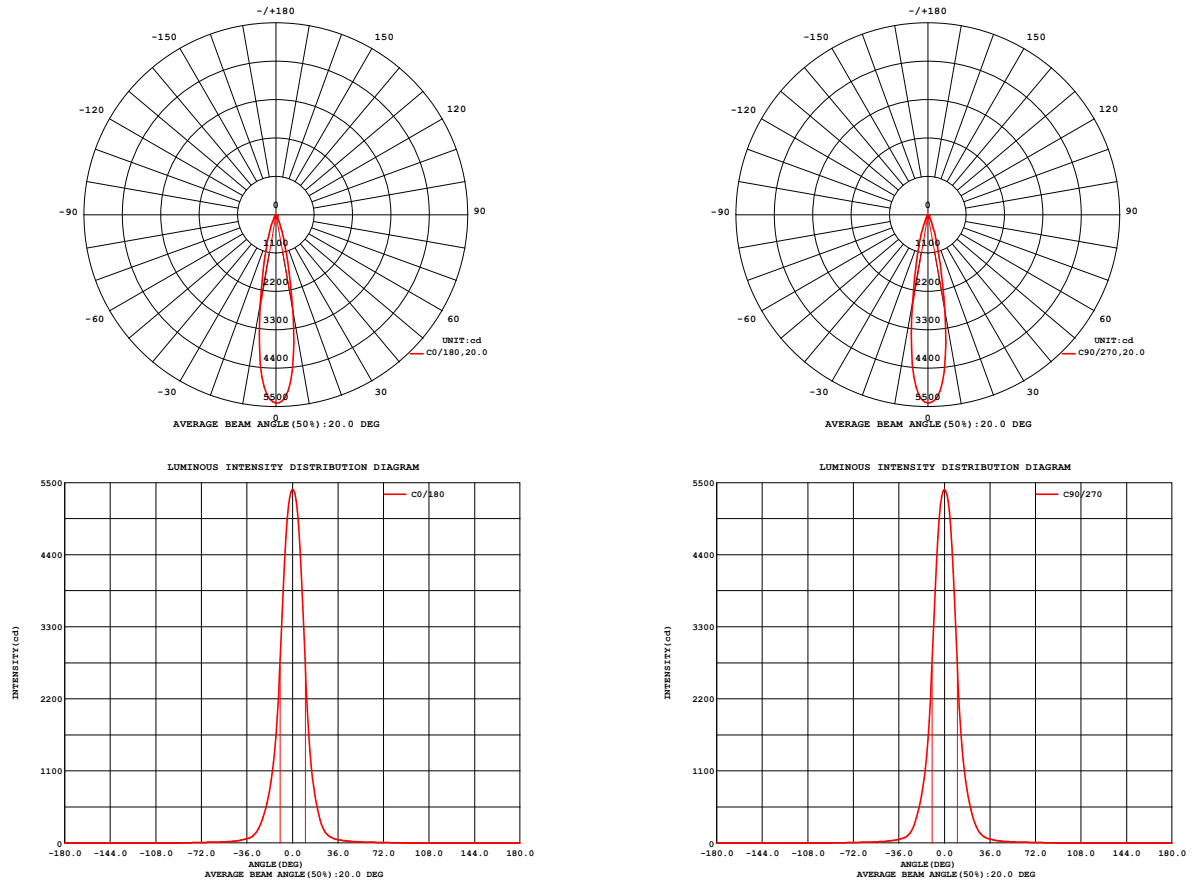 -/+180
-150
150
-120
120
-90
90
-60
60
-30
30
0
0
1100
2200
3300
4400
5500
UNIT:cd
C0/180,20.0
AVERAGE BEAM ANGLE(50%):20.0 DEG
-/+180
-150
150
-120
120
-90
90
-60
60
-30
30
0
0
1100
2200
3300
4400
5500
UNIT:cd
C90/270,20.0
AVERAGE BEAM ANGLE(50%):20.0 DEG
LUMINOUS INTENSITY DISTRIBUTION DIAGRAM
C0/180
INTENSITY(cd)
5500
4400
3300
2200
1100
0
-180.0 -144.0 -108.0 -72.0 -36.0 0.0 36.0 72.0 108.0 144.0 180.0
ANGLE(DEG)
AVERAGE BEAM ANGLE(50%):20.0 DEG
LUMINOUS INTENSITY DISTRIBUTION DIAGRAM
C90/270
INTENSITY(cd)
5500
4400
3300
2200
1100
0
-180.0 -144.0 -108.0 -72.0 -36.0 0.0 36.0 72.0 108.0 144.0 180.0
ANGLE(DEG)
AVERAGE BEAM ANGLE(50%):20.0 DEG